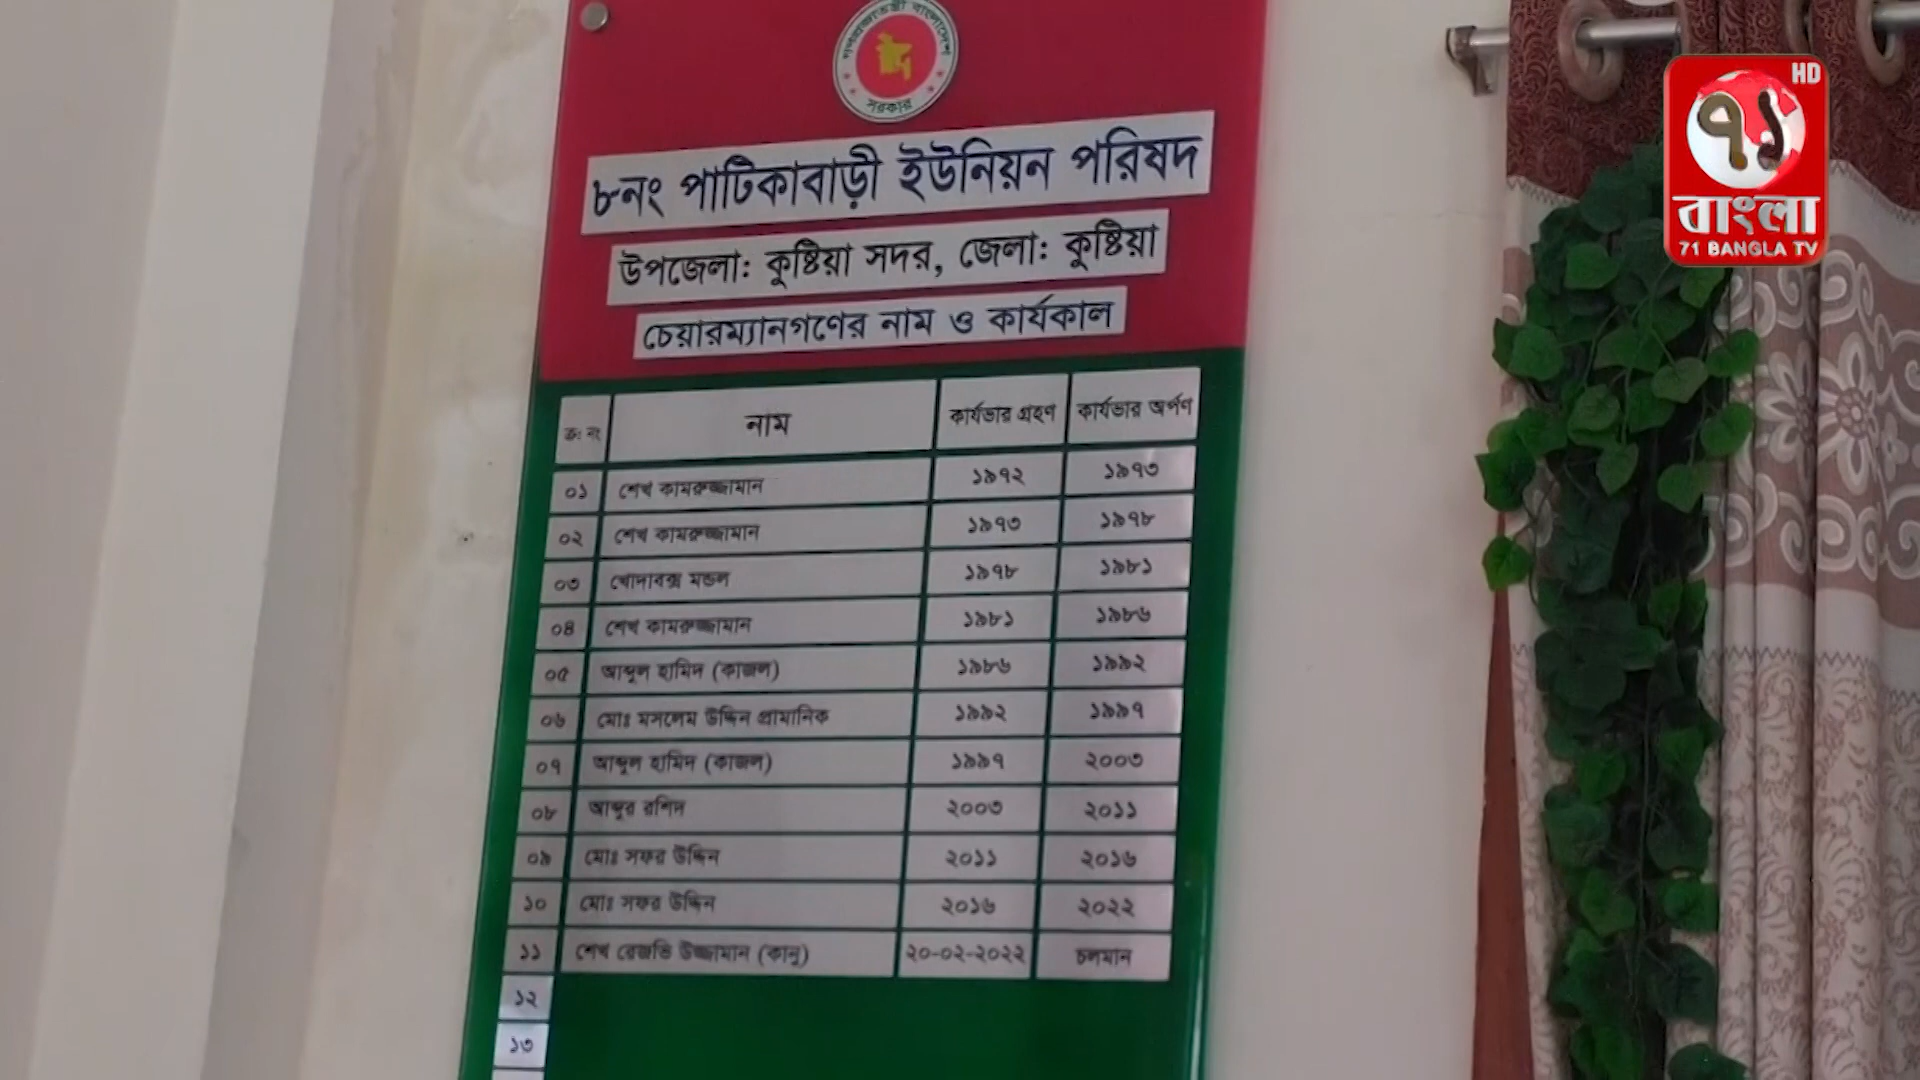 গণপ্রজাতন্ত্রী বাংলাদেশ
সরকার
৮নং পাটিকাবাড়ী ইউনিয়ন পরিষদ
উপজেলা: কুষ্টিয়া সদর, জেলা: কুষ্টিয়া
চেয়ারম্যানগণের নাম ও কার্যকাল
ক্রঃ নং নাম কার্যভার গ্রহণ কার্যভার অর্পণ
০১ শেখ কামরুজ্জামান ১৯৭২ ১৯৭৩
০২ শেখ কামরুজ্জামান ১৯৭৩ ১৯৭৮
০৩ খোদাবক্স মন্ডল ১৯৭৮ ১৯৮১
০৪ শেখ কামরুজ্জামান ১৯৮১ ১৯৮৬
০৫ আব্দুল হামিদ (কাজল) ১৯৮৬ ১৯৯২
০৬ মোঃ মসলেম উদ্দিন প্রামানিক ১৯৯২ ১৯৯৭
০৭ আব্দুল হামিদ (কাজল) ১৯৯৭ ২০০৩
০৮ আব্দুর রশিদ ২০০৩ ২০১১
০৯ মোঃ সফর উদ্দিন ২০১১ ২০১৬
১০ মোঃ সফর উদ্দিন ২০১৬ ২০২২
১১ শেখ রেজভি উজ্জামান (কানু) ২০-০২-২০২২ চলমান
১২
১৩
HD
৭১
বাংলা
71 BANGLA TV